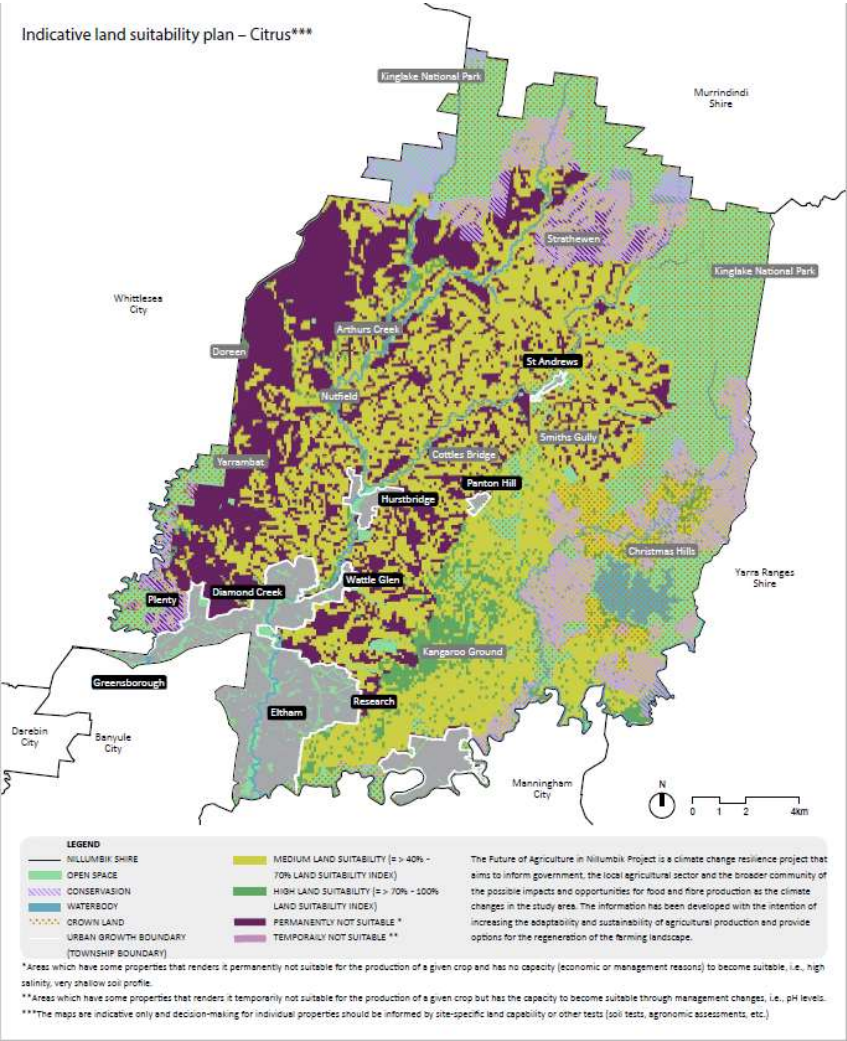 Indicative land suitability plan – Citrus***
Kinglake National Park
Murrindindi
Shire
Strathewen
Kinglake National Park
Whittlesea
City
Arthurs Creek
Doreen
St Andrews
Nutfield
Smiths Gully
Cottles Bridge
Yarrambat
Panton Hill
Hurstbridge
Christmas Hills
Yarra Ranges
Shire
Wattle Glen
Diamond Creek
Plenty
Kangaroo Ground
Greensborough
Research
Eltham
Darebin
City
Banyule
City
Manningham
City
N
0 1 2 4km
LEGEND
NILLUMBIK SHIRE
OPEN SPACE
CONSERVASION
WATERBODY
CROWN LAND
URBAN GROWTH BOUNDARY
(TOWNSHIP BOUNDARY)
MEDIUM LAND SUITABILITY (= > 40% -
70% LAND SUITABILITY INDEX)
HIGH LAND SUITABILITY (= > 70% - 100%
LAND SUITABILITY INDEX)
PERMANENTLY NOT SUITABLE *
TEMPORAILY NOT SUITABLE **
The Future of Agriculture in Nillumbik Project is a climate change resilience project that
aims to inform government, the local agricultural sector and the broader community of
the possible impacts and opportunities for food and fibre production as the climate
changes in the study area. The information has been developed with the intention of
increasing the adaptability and sustainability of agricultural production and provide
options for the regeneration of the farming landscape.
*Areas which have some properties that renders it permanently not suitable for the production of a given crop and has no capacity (economic or management reasons) to become suitable, i.e., high
salinity, very shallow soil profile.
**Areas which have some properties that renders it temporarily not suitable for the production of a given crop but has the capacity to become suitable through management changes, i.e., pH levels.
***The maps are indicative only and decision-making for individual properties should be informed by site-specific land capability or other tests (soil tests, agronomic assessments, etc.)